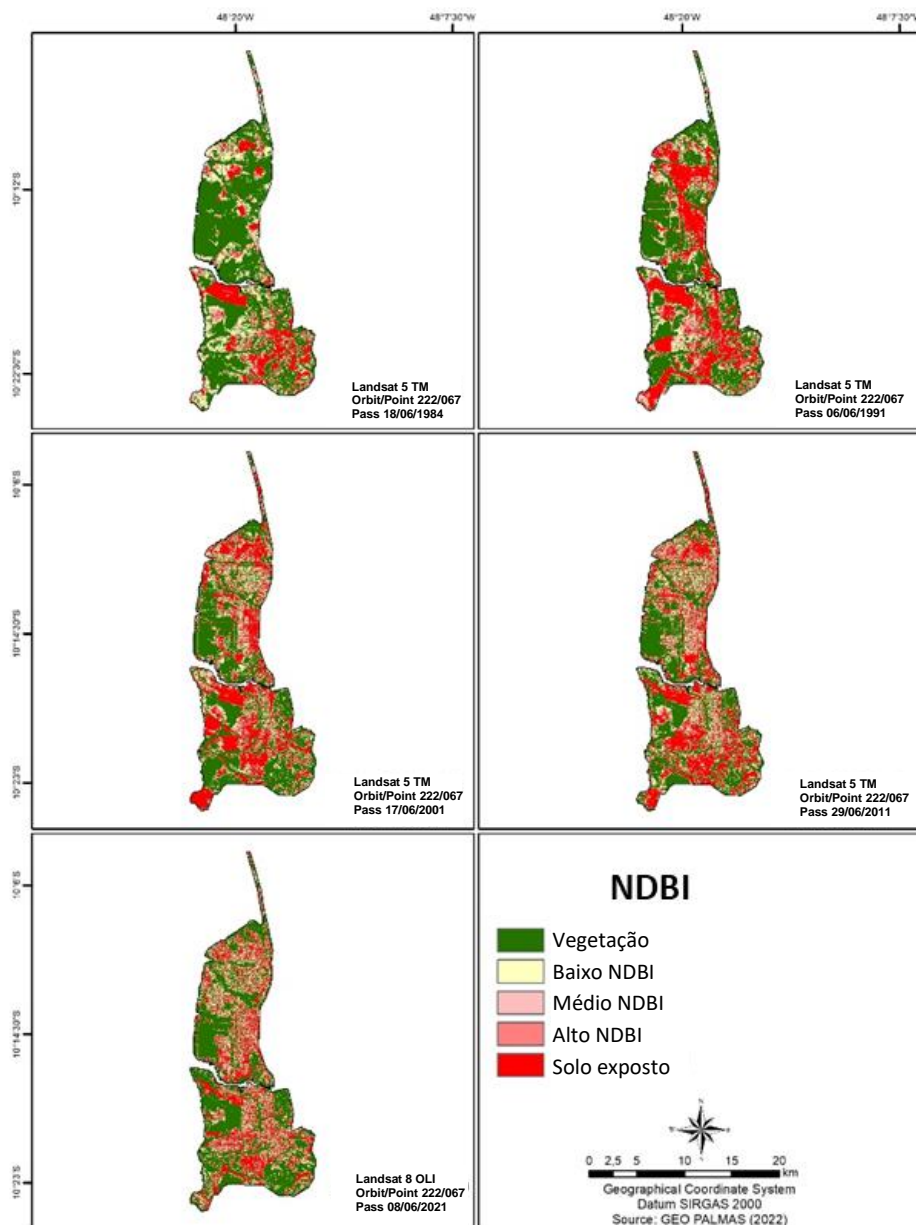 48°20'W 48°7'30"W 48°20'W 48°7'30"W
10°12'S
10°22'30"S
Landsat 5 TM
Orbit/Point 222/067
Pass 18/06/1984
Landsat 5 TM
Orbit/Point 222/067
Pass 06/06/1991
10°6'S
10°14'30"S
10°23'S
Landsat 5 TM
Orbit/Point 222/067
Pass 17/06/2001
Landsat 5 TM
Orbit/Point 222/067
Pass 29/06/2011
10°6'S
10°14'30"S
10°23'S
Landsat 8 OLI
Orbit/Point 222/067
Pass 08/06/2021
NDBI
Vegetação
Baixo NDBI
Médio NDBI
Alto NDBI
Solo exposto
N
0 2,5 5 10 15 20
km
Geographical Coordinate System
Datum SIRGAS 2000
Source: GEO PALMAS (2022)